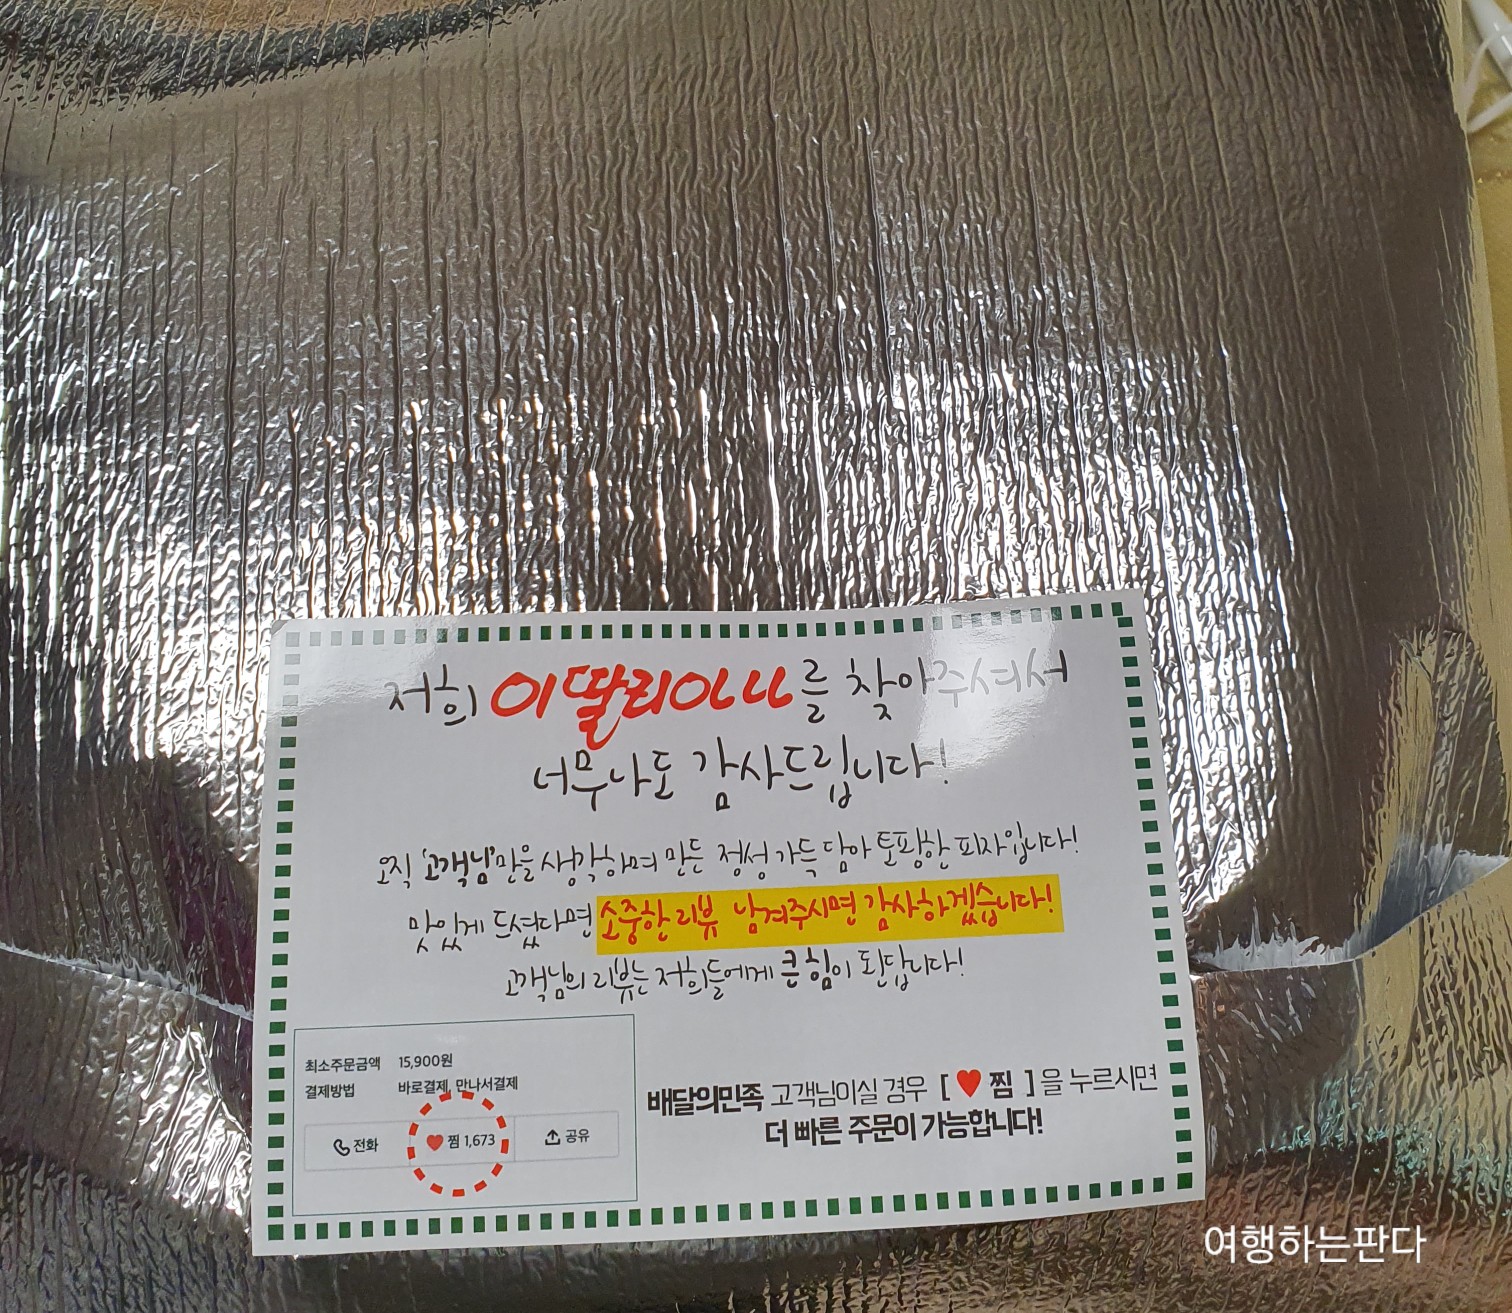 저희 이딸리아나를 찾아주셔서
너무나도 감사드립니다!
오직 '고객님'만을 생각하며 만든 정성 가득 담아 토핑한 피자입니다!
맛있게 드셨다면 소중한 리뷰 남겨주시면 감사하겠습니다!
고객님의 리뷰는 저희들에게 큰 힘이 된답니다!
최소주문금액 15,900원
결제방법 바로결제, 만나서결제
전화 ♥ 찜 1,673 공유
배달의민족 고객님이실 경우 [ ♥ 찜 ] 을 누르시면
더 빠른 주문이 가능합니다!
여행하는판다